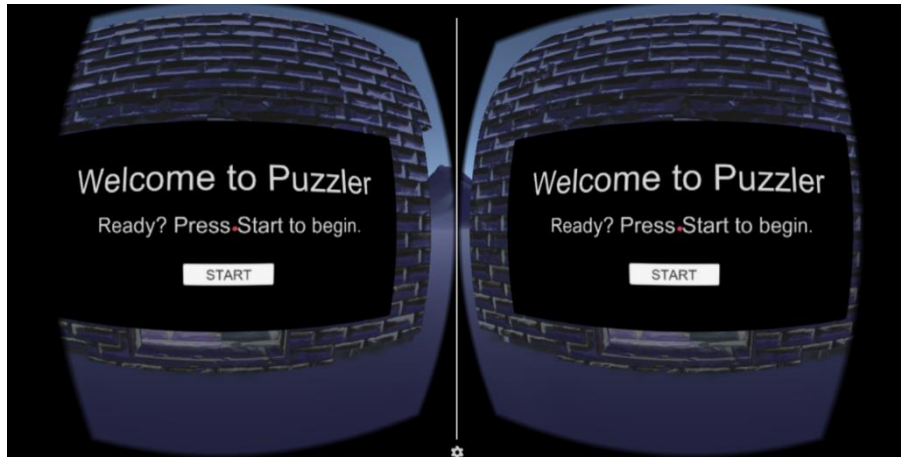 Welcome to Puzzler
Ready? Press Start to begin.
START
Welcome to Puzzler
Ready? Press Start to begin.
START